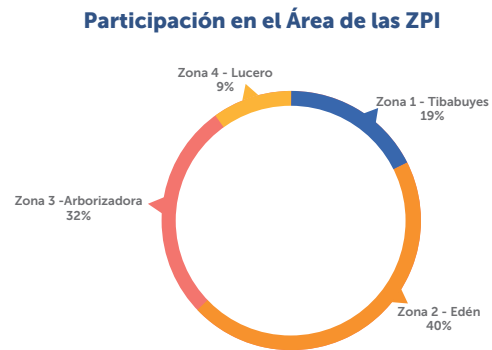 Participación en el Área de las ZPI
Zona 4 - Lucero
9%
Zona 1 - Tibabuyes
19%
Zona 3 -Arborizadora
32%
Zona 2 - Edén
40%